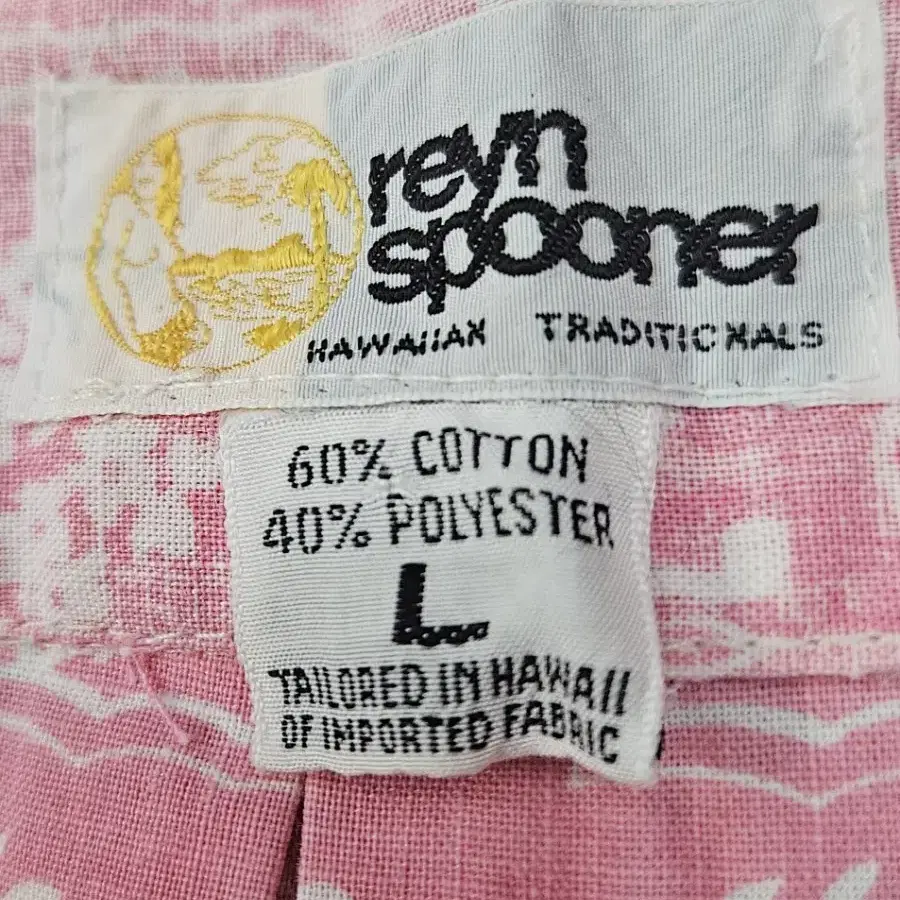 reyn
spooner
HAWAIIAN TRADITIONALS
60% COTTON
40% POLYESTER
L
TAILORED IN HAWAII
OF IMPORTED FABRIC